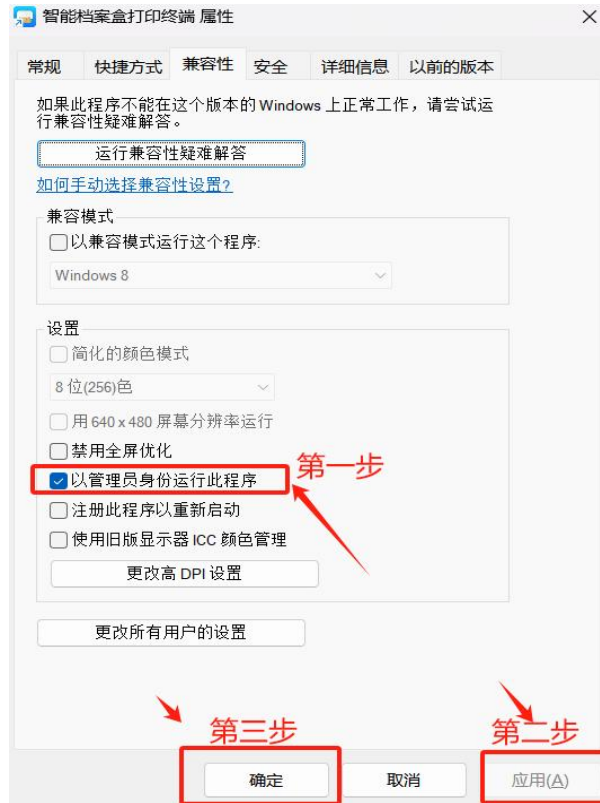 智能档案盒打印终端 属性
常规 快捷方式 兼容性 安全 详细信息 以前的版本
如果此程序不能在这个版本的 Windows 上正常工作，请尝试运
行兼容性疑难解答。
运行兼容性疑难解答
如何手动选择兼容性设置?
兼容模式
以兼容模式运行这个程序:
Windows 8
设置
简化的颜色模式
8 位(256)色
用 640 x 480 屏幕分辨率运行
禁用全屏优化
第一步
以管理员身份运行此程序
注册此程序以重新启动
使用旧版显示器 ICC 颜色管理
更改高 DPI 设置
更改所有用户的设置
第三步 第二步
确定 取消 应用(A)